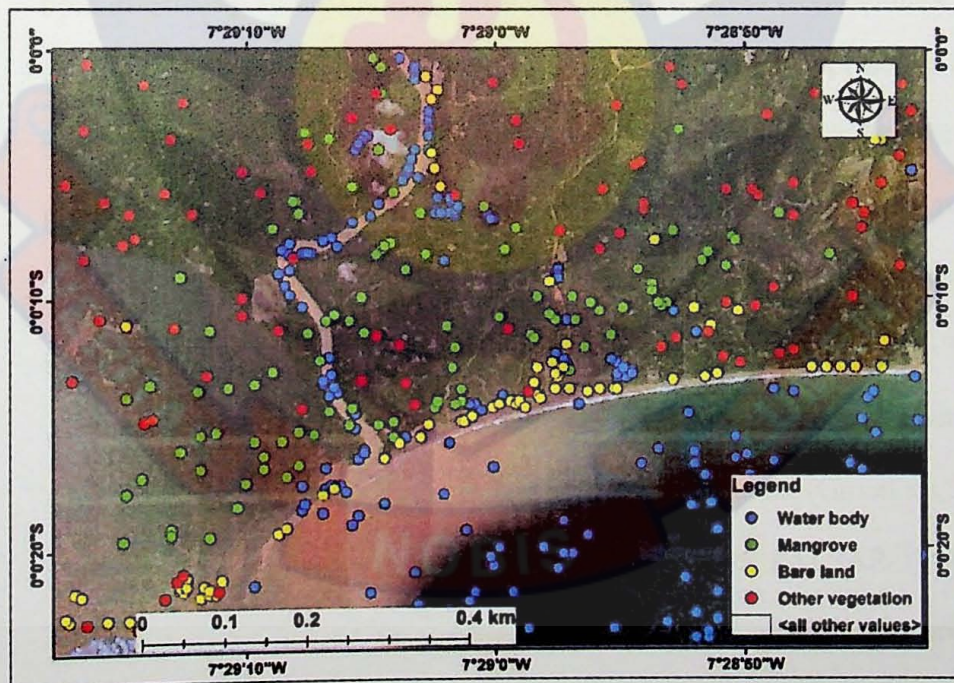 7°29'10"W 7°29'0"W 7°28'50"W
0°0'0" 0°0'0"
N
W E
S
0°0'10"S 0°0'10"S
Legend
Water body
Mangrove
Bare land
Other vegetation
<all other values>
NOBIS
0°0'20"S 0°0'20"S
0 0.1 0.2 0.4 km
7°29'10"W 7°29'0"W 7°28'50"W